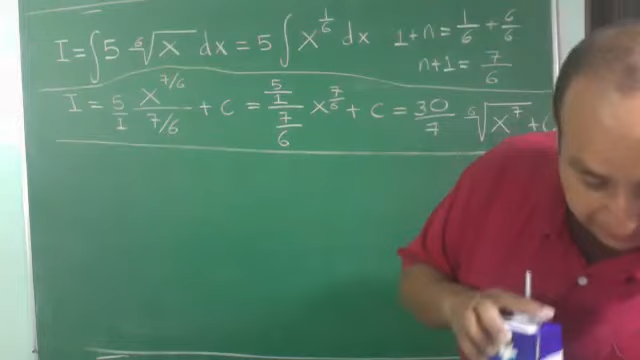 I = ∫ 5 ⁶√x dx = 5 ∫ x^{1/6} dx   1 + n = 1/6 + 6/6
n + 1 = 7/6
I = 5/1 x^{7/6} / (7/6) + c = (5/1)/(7/6) x^{7/6} + c = 30/7 ⁶√x⁷ + C